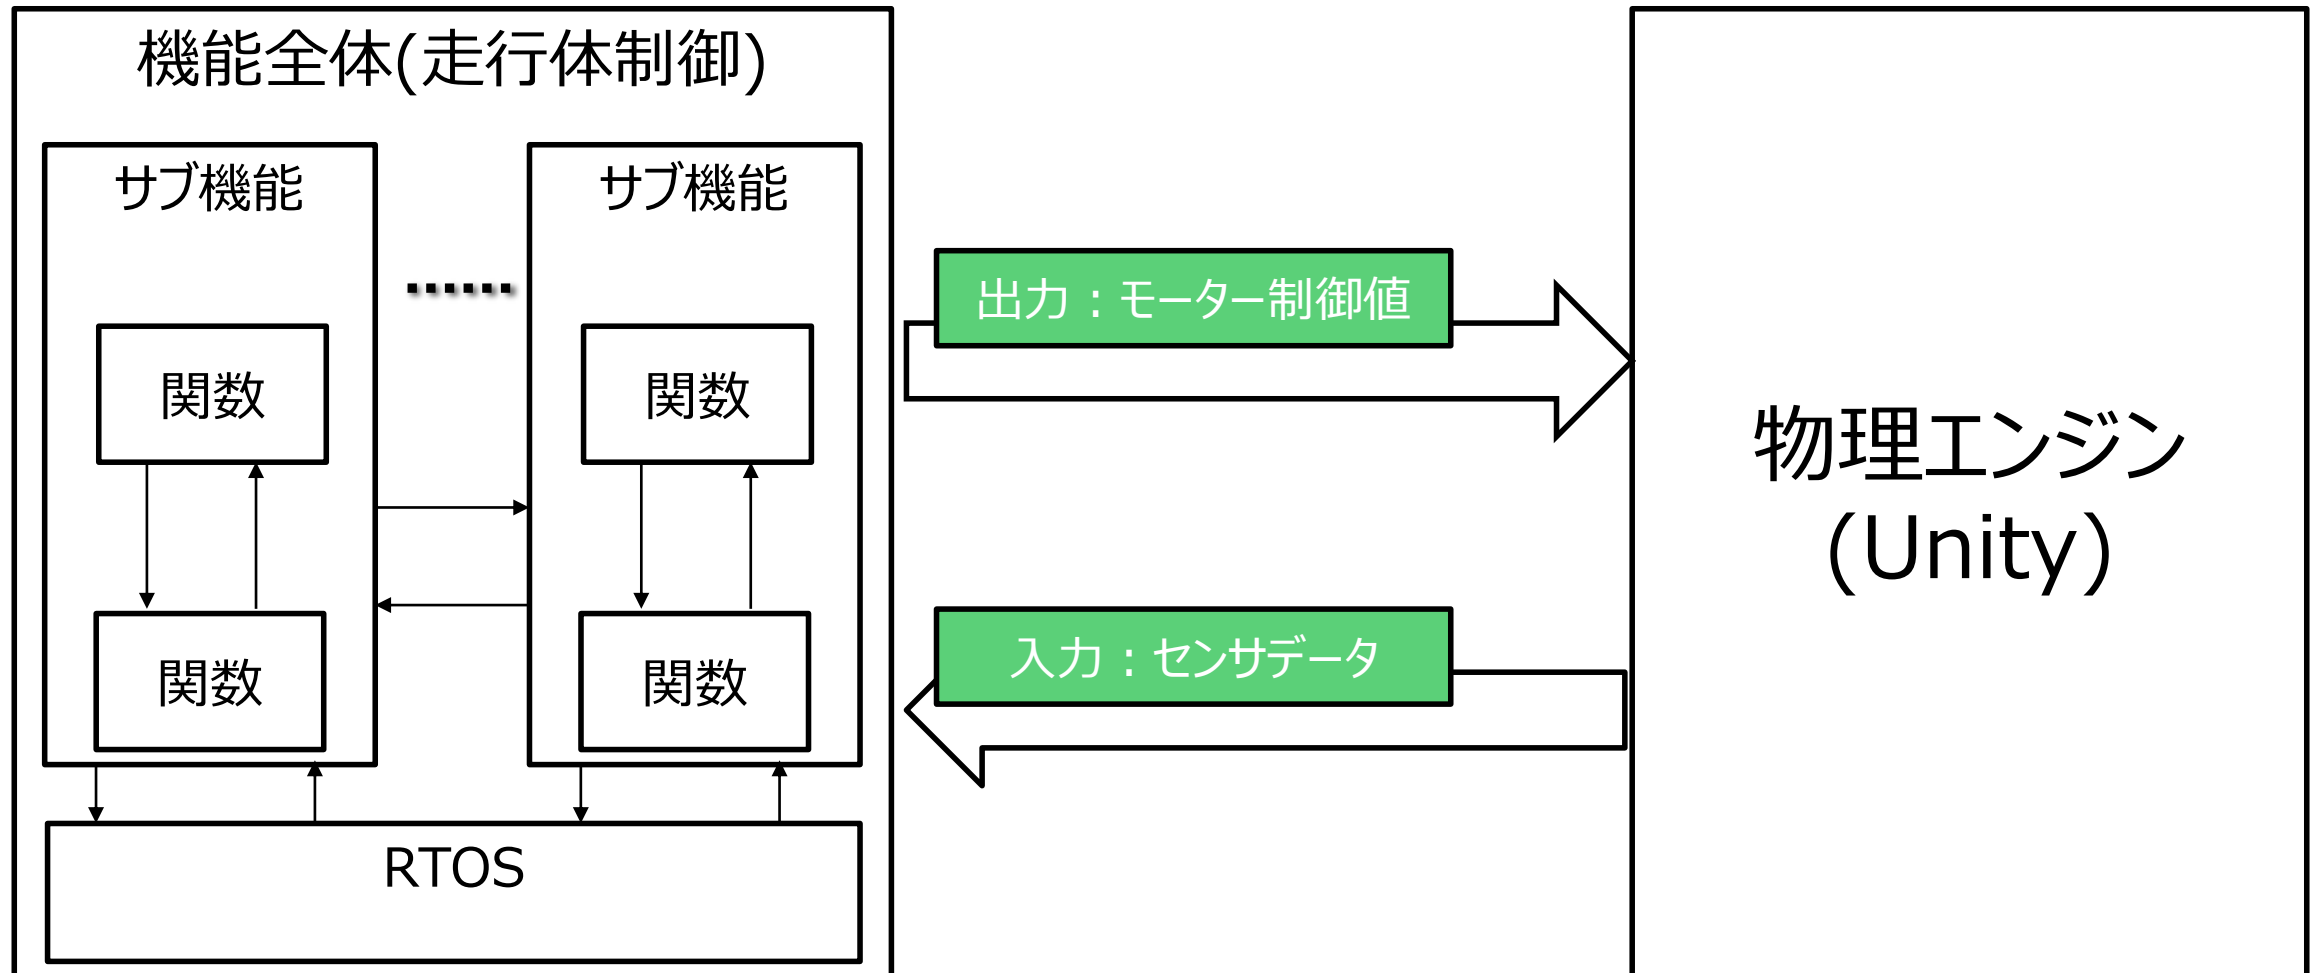 機能全体(走行体制御)
サブ機能
サブ機能
関数
関数
関数
関数
RTOS
出力：モーター制御値
入力：センサデータ
物理エンジン
(Unity)